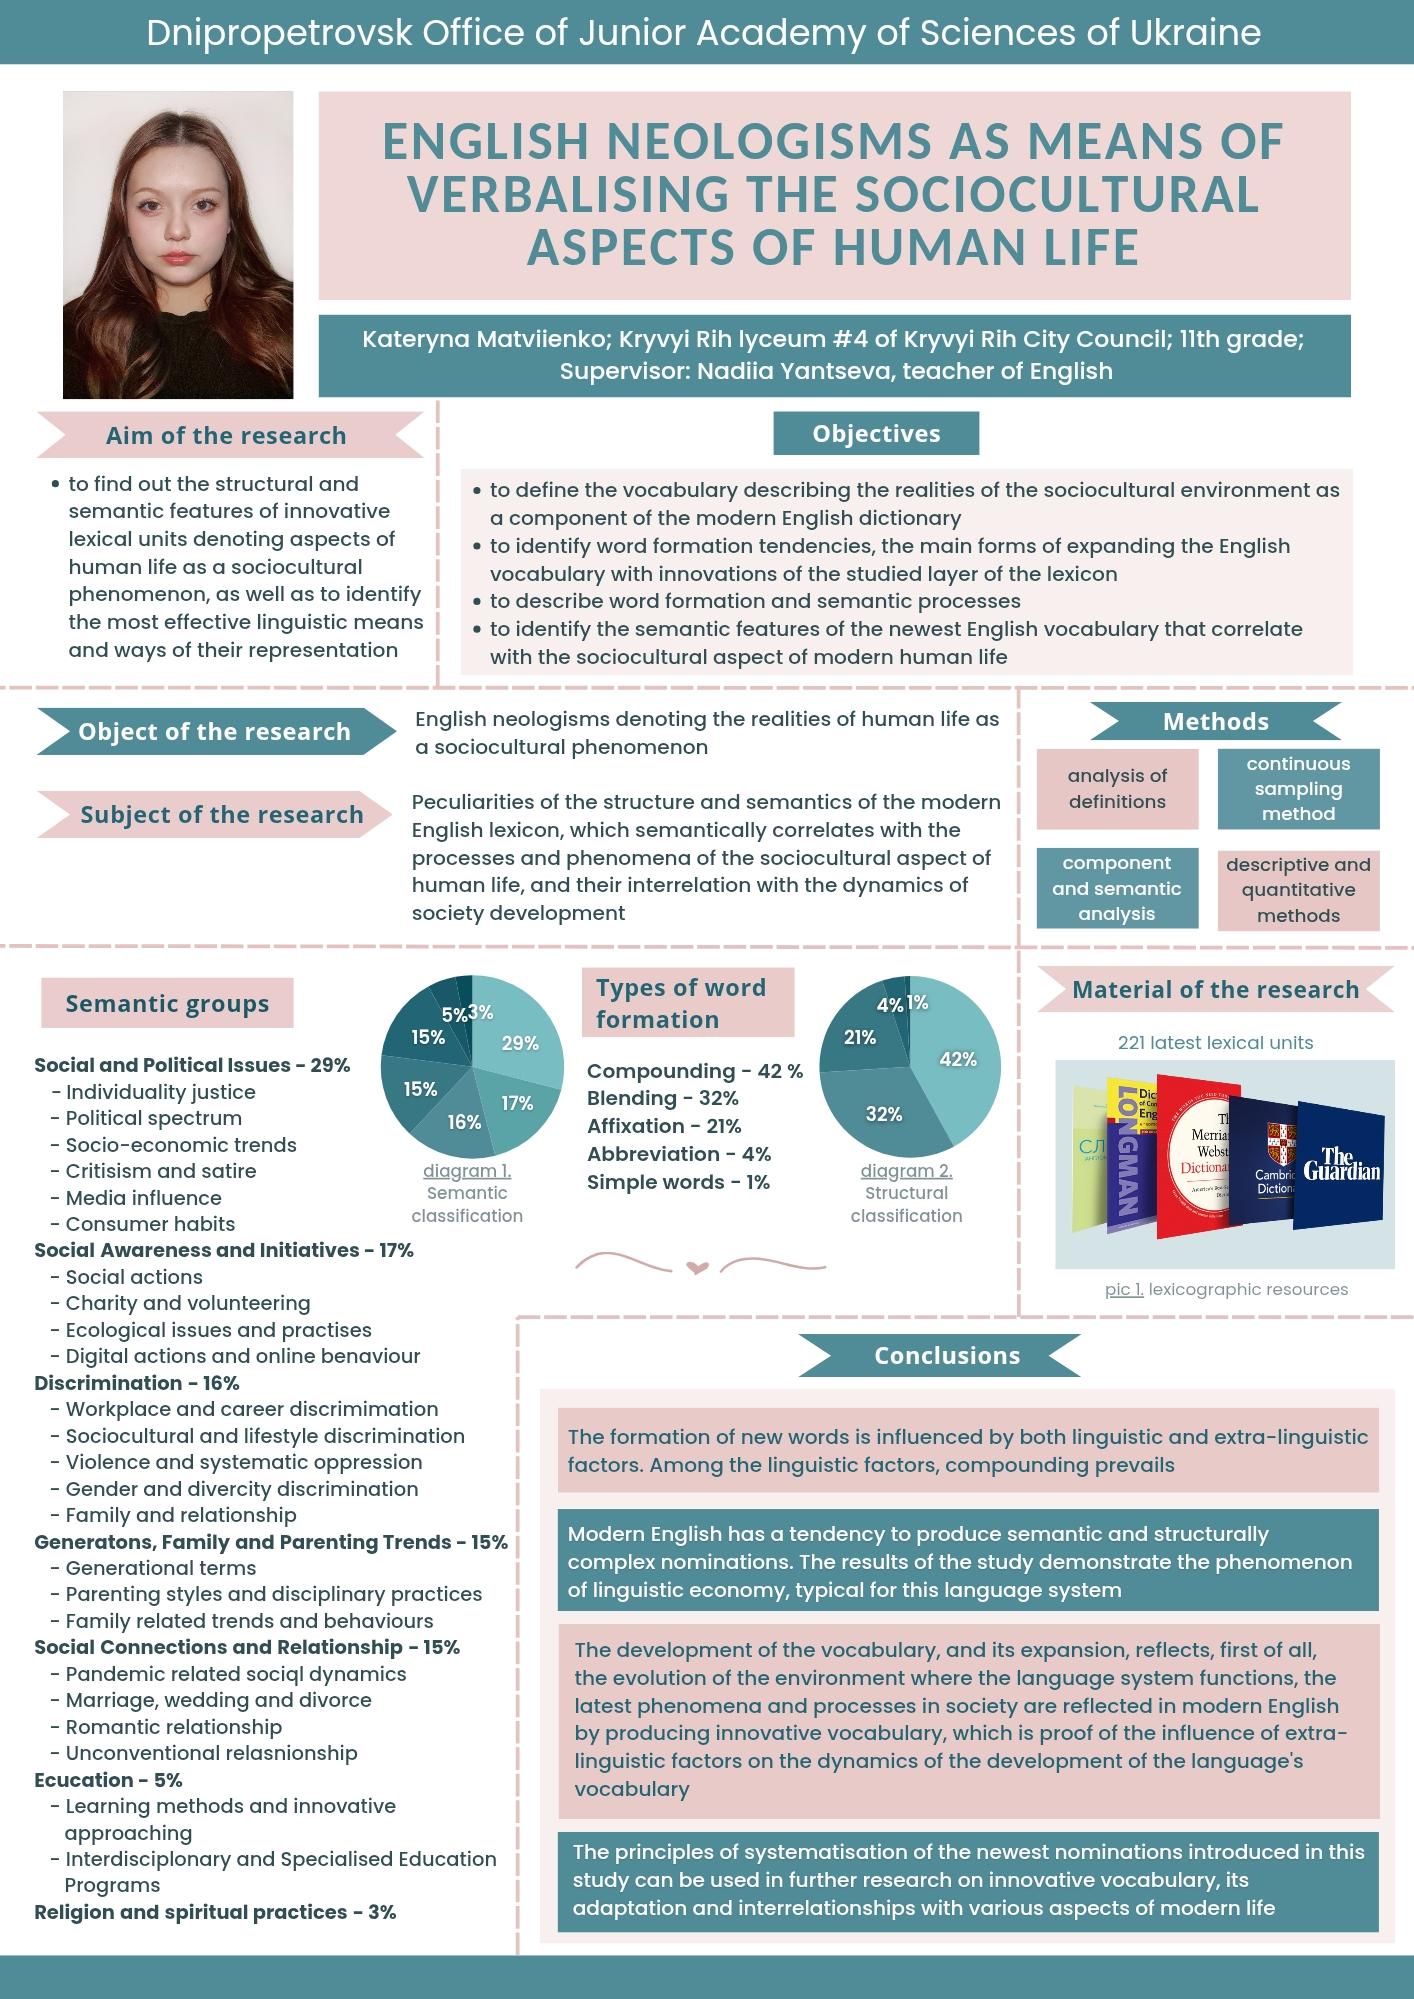 Dnipropetrovsk Office of Junior Academy of Sciences of Ukraine
ENGLISH NEOLOGISMS AS MEANS OF
VERBALISING THE SOCIOCULTURAL
ASPECTS OF HUMAN LIFE
Kateryna Matviienko; Kryvyi Rih lyceum #4 of Kryvyi Rih City Council; 11th grade;
Supervisor: Nadiia Yantseva, teacher of English
Aim of the research
• to find out the structural and
semantic features of innovative
lexical units denoting aspects of
human life as a sociocultural
phenomenon, as well as to identify
the most effective linguistic means
and ways of their representation
Objectives
• to define the vocabulary describing the realities of the sociocultural environment as
a component of the modern English dictionary
• to identify word formation tendencies, the main forms of expanding the English
vocabulary with innovations of the studied layer of the lexicon
• to describe word formation and semantic processes
• to identify the semantic features of the newest English vocabulary that correlate
with the sociocultural aspect of modern human life
Object of the research
English neologisms denoting the realities of human life as
a sociocultural phenomenon
Subject of the research
Peculiarities of the structure and semantics of the modern
English lexicon, which semantically correlates with the
processes and phenomena of the sociocultural aspect of
human life, and their interrelation with the dynamics of
society development
Methods
analysis of
definitions
continuous
sampling
method
component
and semantic
analysis
descriptive and
quantitative
methods
Semantic groups
Social and Political Issues - 29%
- Individuality justice
- Political spectrum
- Socio-economic trends
- Critisism and satire
- Media influence
- Consumer habits
Social Awareness and Initiatives - 17%
- Social actions
- Charity and volunteering
- Ecological issues and practises
- Digital actions and online benaviour
Discrimination - 16%
- Workplace and career discrimimation
- Sociocultural and lifestyle discrimination
- Violence and systematic oppression
- Gender and divercity discrimination
- Family and relationship
Generatons, Family and Parenting Trends - 15%
- Generational terms
- Parenting styles and disciplinary practices
- Family related trends and behaviours
Social Connections and Relationship - 15%
- Pandemic related sociql dynamics
- Marriage, wedding and divorce
- Romantic relationship
- Unconventional relasnionship
Ecucation - 5%
- Learning methods and innovative
approaching
- Interdisciplonary and Specialised Education
Programs
Religion and spiritual practices - 3%
5%
3%
15%
29%
15%
17%
16%
diagram 1.
Semantic
classification
Types of word
formation
Compounding - 42 %
Blending - 32%
Affixation - 21%
Abbreviation - 4%
Simple words - 1%
4%
1%
21%
42%
32%
diagram 2.
Structural
classification
Material of the research
221 latest lexical units
LONGMAN
Dictionar
Cambri
Diction
The
Guardian
pic 1. lexicographic resources
Conclusions
The formation of new words is influenced by both linguistic and extra-linguistic
factors. Among the linguistic factors, compounding prevails
Modern English has a tendency to produce semantic and structurally
complex nominations. The results of the study demonstrate the phenomenon
of linguistic economy, typical for this language system
The development of the vocabulary, and its expansion, reflects, first of all,
the evolution of the environment where the language system functions, the
latest phenomena and processes in society are reflected in modern English
by producing innovative vocabulary, which is proof of the influence of extra-
linguistic factors on the dynamics of the development of the language's
vocabulary
The principles of systematisation of the newest nominations introduced in this
study can be used in further research on innovative vocabulary, its
adaptation and interrelationships with various aspects of modern life